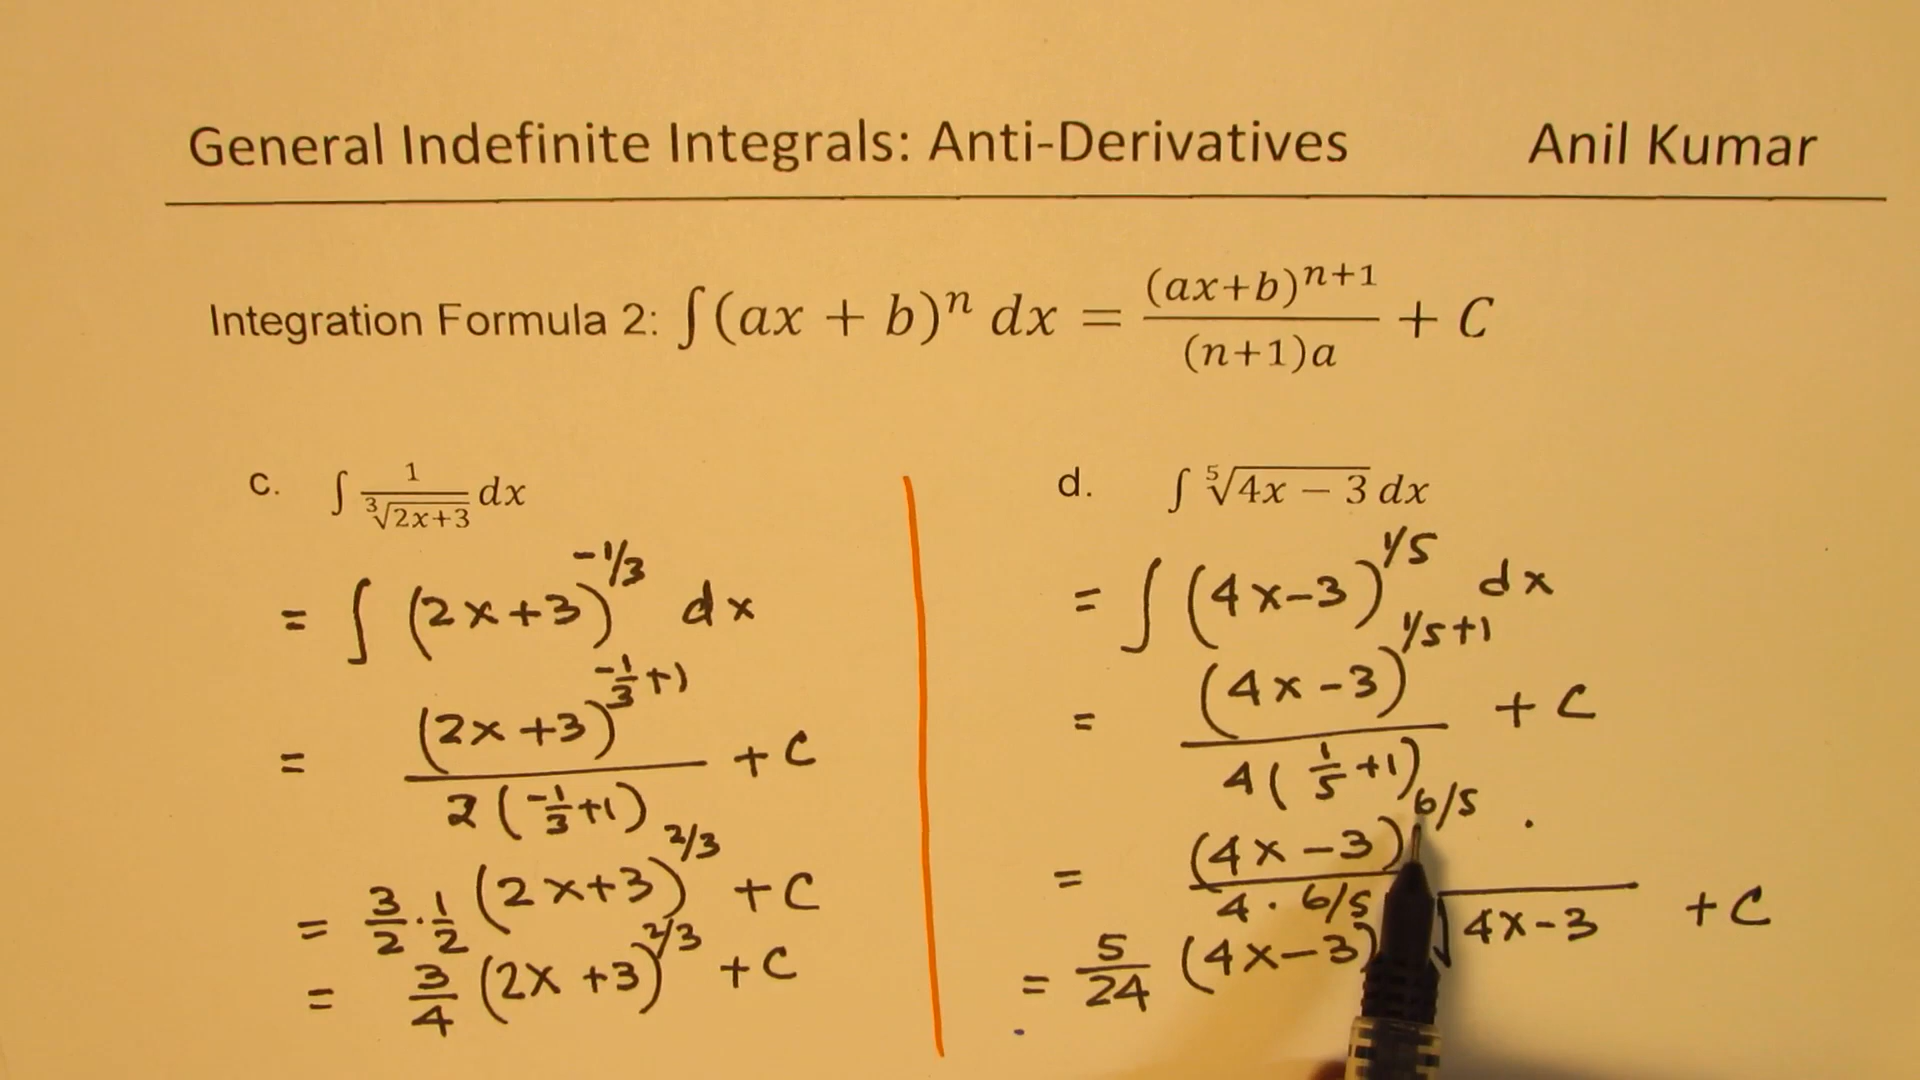 General Indefinite Integrals: Anti-Derivatives Anil Kumar
Integration Formula 2: ∫(ax + b)ⁿ dx = (ax+b)ⁿ⁺¹ / (n+1)a + C
c. ∫ 1/∛(2x+3) dx
= ∫ (2x+3)^(-1/3) dx
= (2x+3)^(-1/3 +1) / 2(-1/3 +1) + C
= 3/2 · 1/2 (2x+3)^(2/3) + C
= 3/4 (2x+3)^(2/3) + C
d. ∫ ⁵√(4x − 3) dx
= ∫ (4x-3)^(1/5) dx
= (4x-3)^(1/5+1) / 4(1/5 +1) + C
= (4x-3)^(6/5) / 4 · 6/5
= 5/24 (4x-3) √(4x-3) + C